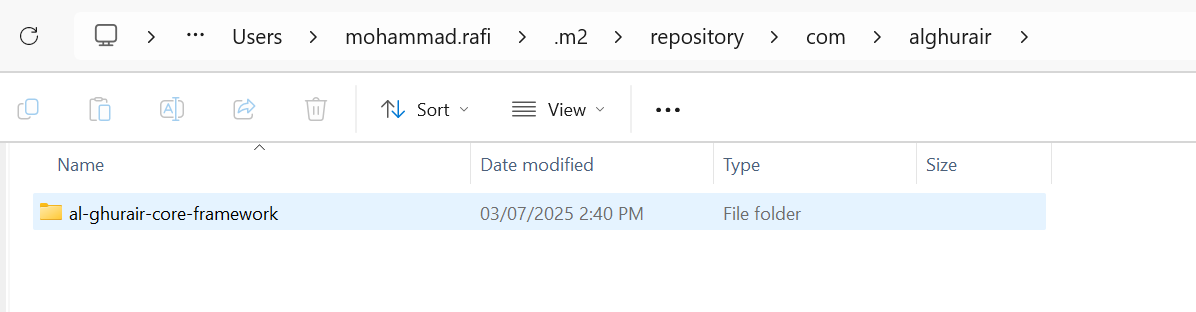 ··· Users mohammad.rafi .m2 repository com alghurair
Sort View ···
Name Date modified Type Size
al-ghurair-core-framework 03/07/2025 2:40 PM File folder